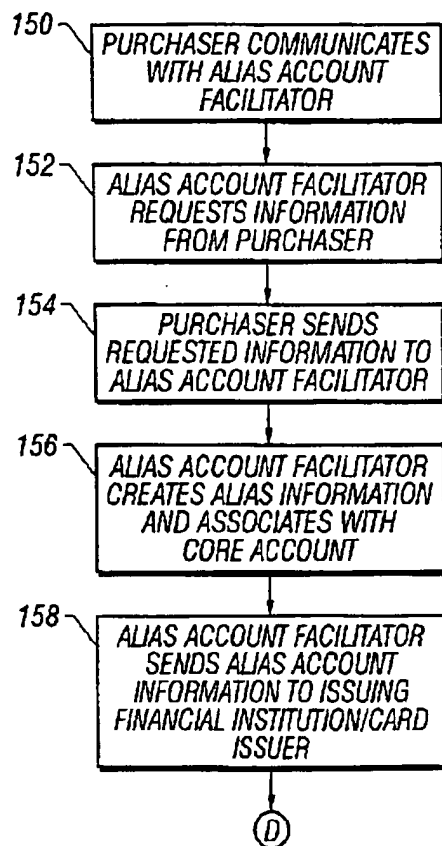 150
PURCHASER COMMUNICATES
WITH ALIAS ACCOUNT
FACILITATOR
152
ALIAS ACCOUNT FACILITATOR
REQUESTS INFORMATION
FROM PURCHASER
154
PURCHASER SENDS
REQUESTED INFORMATION TO
ALIAS ACCOUNT FACILITATOR
156
ALIAS ACCOUNT FACILITATOR
CREATES ALIAS INFORMATION
AND ASSOCIATES WITH
CORE ACCOUNT
158
ALIAS ACCOUNT FACILITATOR
SENDS ALIAS ACCOUNT
INFORMATION TO ISSUING
FINANCIAL INSTITUTION/CARD
ISSUER
D